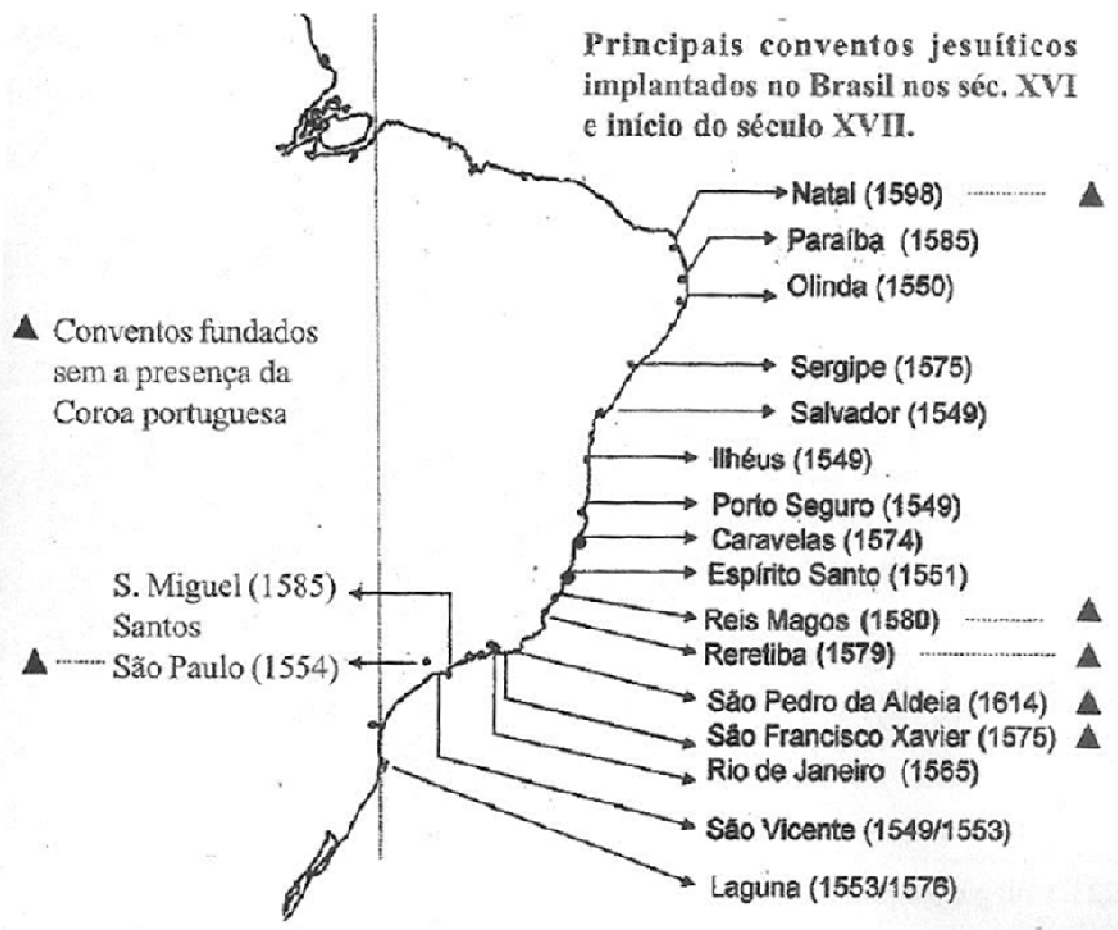 Principais conventos jesuíticos
implantados no Brasil nos séc. XVI
e início do século XVII.
Natal (1598)
Paraíba (1585)
Olinda (1550)
Conventos fundados
sem a presença da
Coroa portuguesa
Sergipe (1575)
Salvador (1549)
Ilhéus (1549)
Porto Seguro (1549)
Caravelas (1574)
Espírito Santo (1551)
S. Miguel (1585)
Santos
São Paulo (1554)
Reis Magos (1580)
Reretiba (1579)
São Pedro da Aldeia (1614)
São Francisco Xavier (1575)
Rio de Janeiro (1565)
São Vicente (1549/1553)
Laguna (1553/1576)